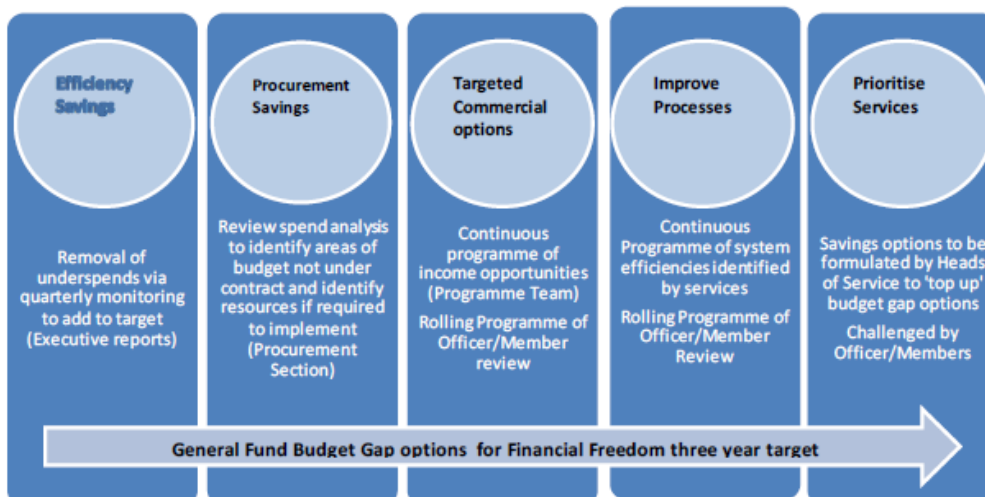 Efficiency
Savings
Removal of
underspends via
quarterly monitoring
to add to target
(Executive reports)
Procurement
Savings
Review spend analysis
to identify areas of
budget not under
contract and identify
resources if required
to implement
(Procurement
Section)
Targeted
Commercial
options
Continuous
programme of
income opportunities
(Programme Team)
Rolling Programme of
Officer/Member
review
Improve
Processes
Continuous
Programme of system
efficiencies identified
by services
Rolling Programme of
Officer/Member
Review
Prioritise
Services
Savings options to be
formulated by Heads
of Service to 'top up'
budget gap options
Challenged by
Officer/Members
General Fund Budget Gap options for Financial Freedom three year target